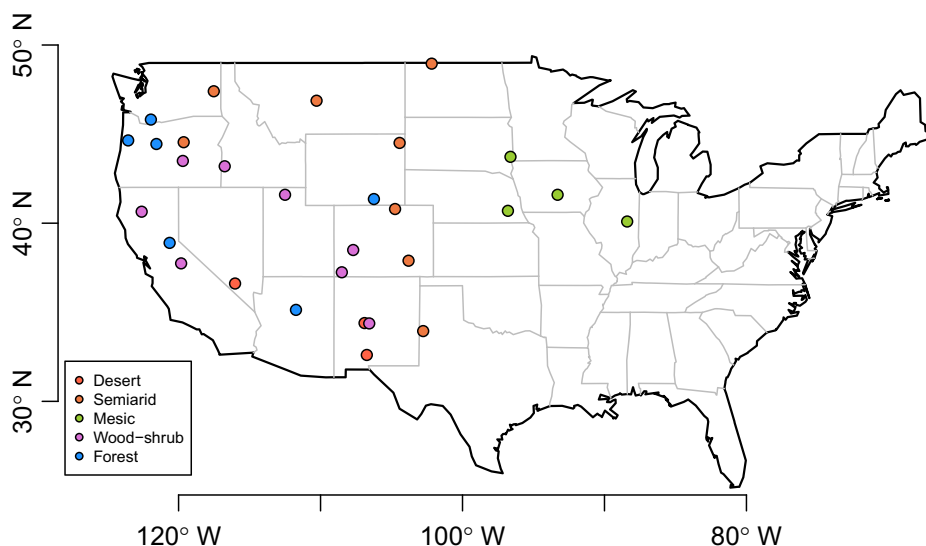 50° N
40° N
30° N
Desert
Semiarid
Mesic
Wood−shrub
Forest
120° W
100° W
80° W